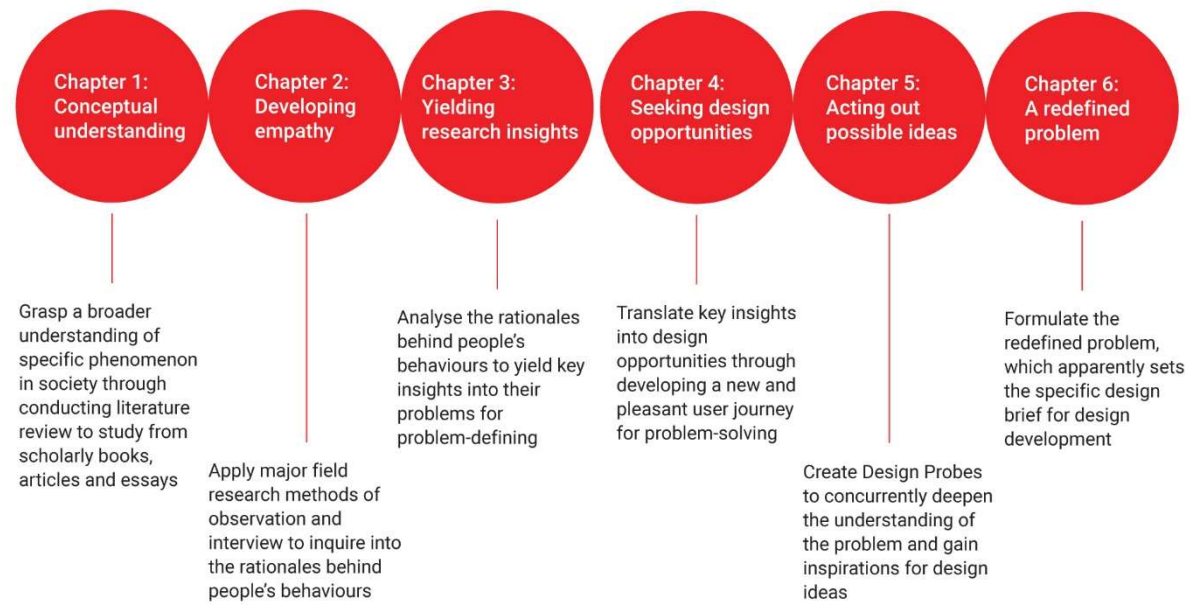 Chapter 1:
Conceptual
understanding
Chapter 2:
Developing
empathy
Chapter 3:
Yielding
research insights
Chapter 4:
Seeking design
opportunities
Chapter 5:
Acting out
possible ideas
Chapter 6:
A redefined
problem
Grasp a broader
understanding of
specific phenomenon
in society through
conducting literature
review to study from
scholarly books,
articles and essays
Apply major field
research methods of
observation and
interview to inquire into
the rationales behind
people's behaviours
Analyse the rationales
behind people's
behaviours to yield key
insights into their
problems for
problem-defining
Translate key insights
into design
opportunities through
developing a new and
pleasant user journey
for problem-solving
Create Design Probes
to concurrently deepen
the understanding of
the problem and gain
inspirations for design
ideas
Formulate the
redefined problem,
which apparently sets
the specific design
brief for design
development